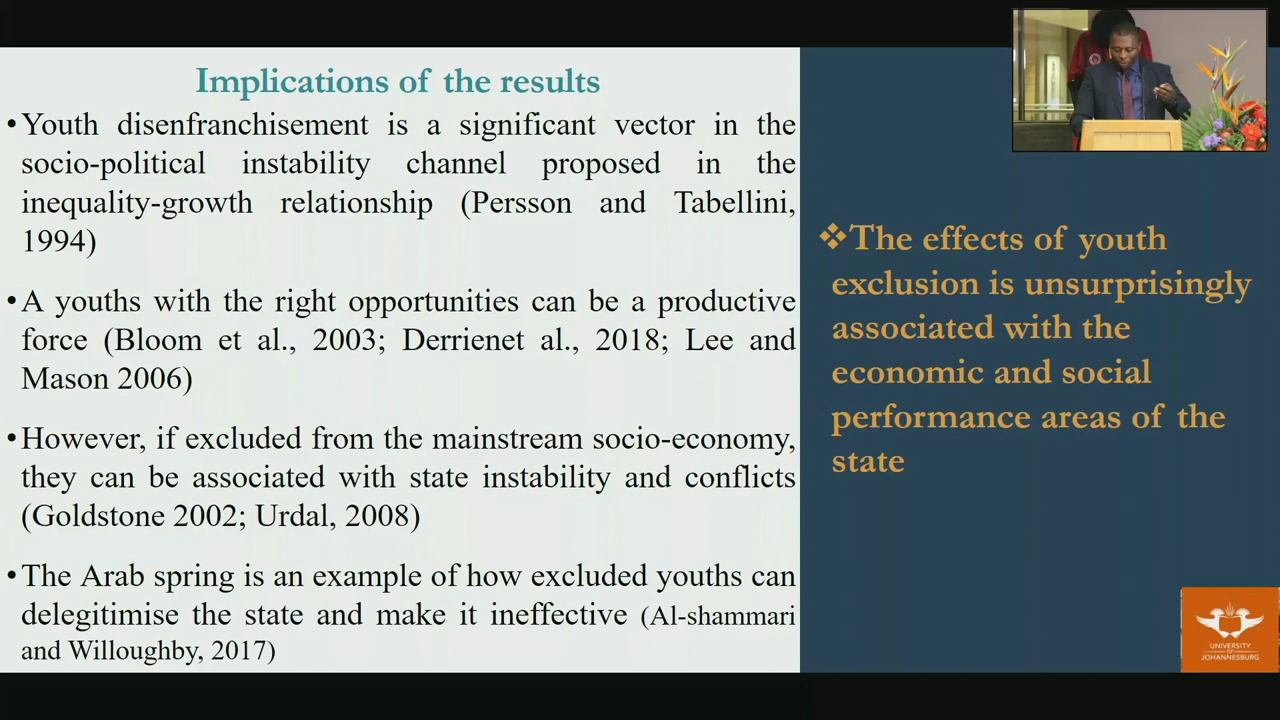 Implications of the results
•Youth disenfranchisement is a significant vector in the
socio-political instability channel proposed in the
inequality-growth relationship (Persson and Tabellini,
1994)
•A youths with the right opportunities can be a productive
force (Bloom et al., 2003; Derrienet al., 2018; Lee and
Mason 2006)
•However, if excluded from the mainstream socio-economy,
they can be associated with state instability and conflicts
(Goldstone 2002; Urdal, 2008)
•The Arab spring is an example of how excluded youths can
delegitimise the state and make it ineffective (Al-shammari
and Willoughby, 2017)
❖The effects of youth
exclusion is unsurprisingly
associated with the
economic and social
performance areas of the
state
UNIVERSITY
OF
JOHANNESBURG